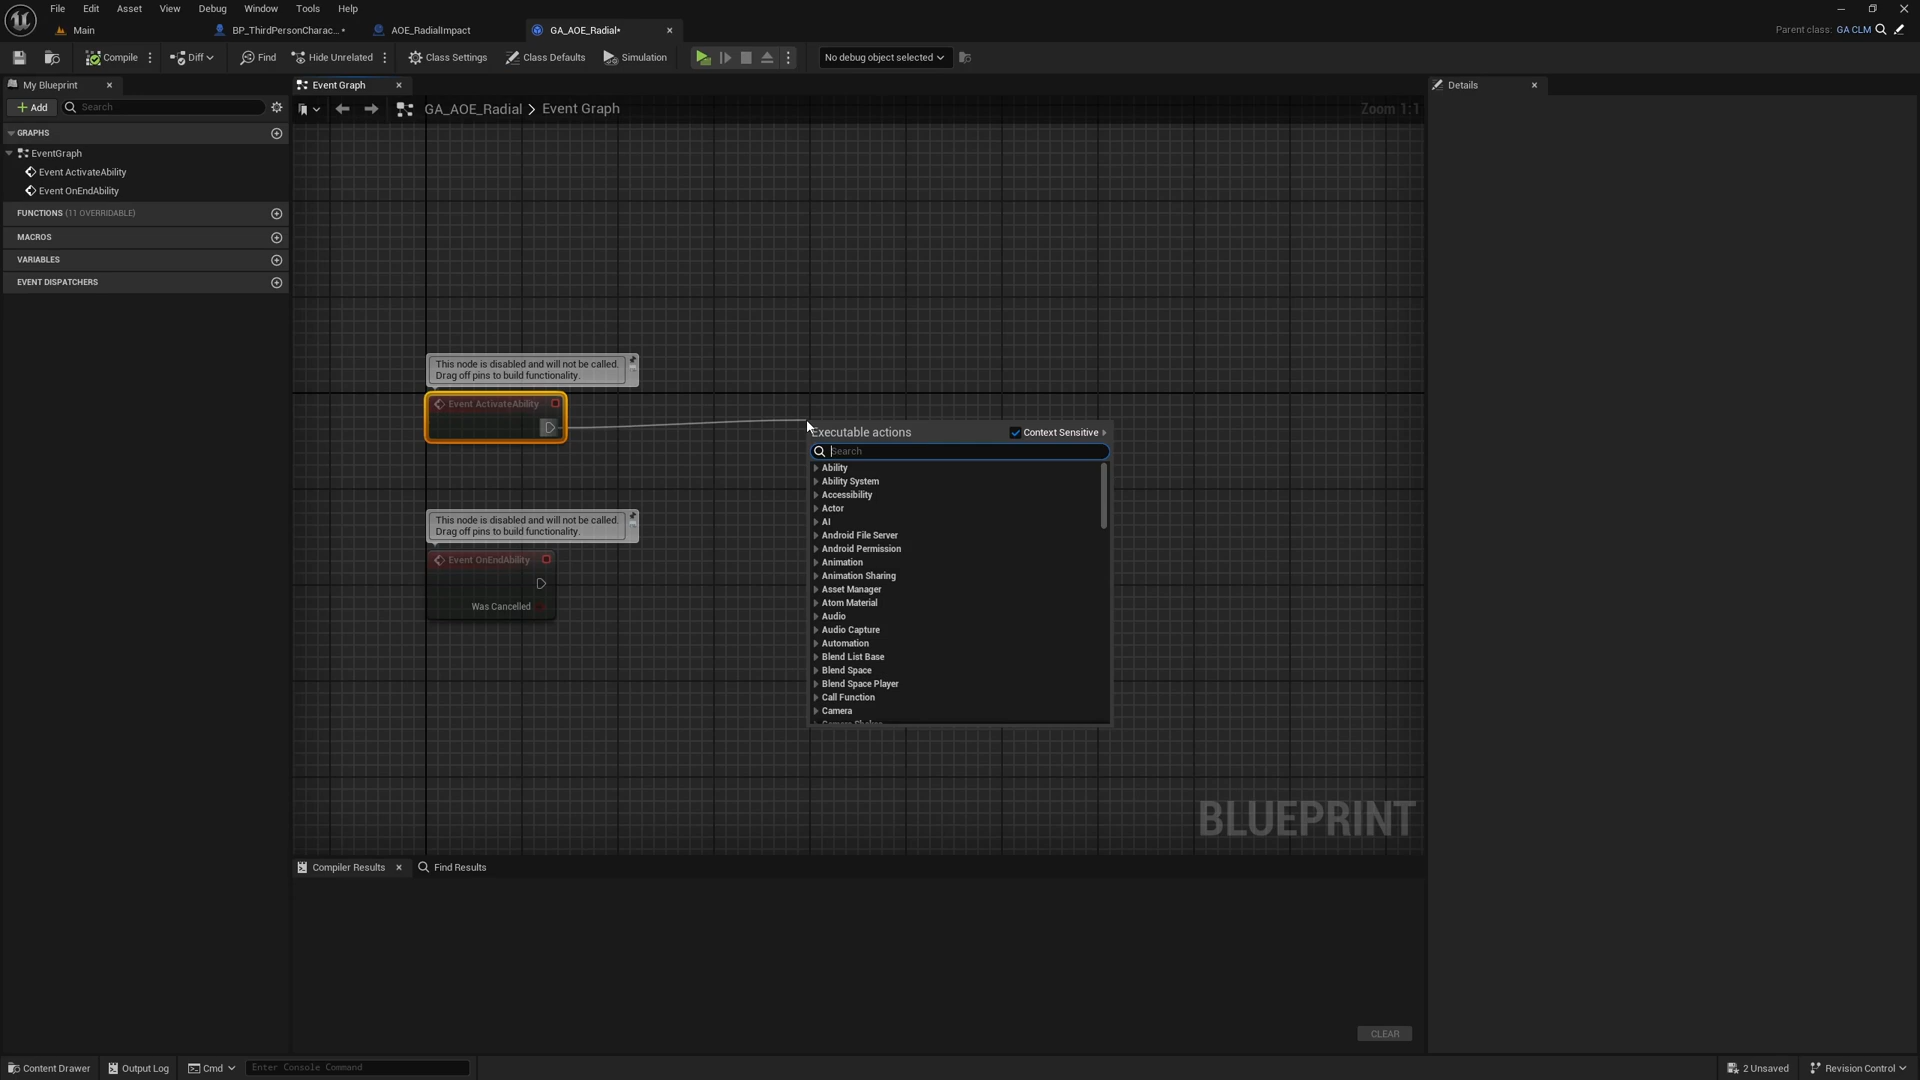 File Edit Asset View Debug Window Tools Help
Main BP_ThirdPersonCharac...• AOE_RadialImpact GA_AOE_Radial•
Parent class: GA CLM
Compile Diff Find Hide Unrelated Class Settings Class Defaults Simulation No debug object selected
My Blueprint
Add Search
GRAPHS
EventGraph
Event ActivateAbility
Event OnEndAbility
FUNCTIONS (11 OVERRIDABLE)
MACROS
VARIABLES
EVENT DISPATCHERS
Event Graph
GA_AOE_Radial > Event Graph
Zoom 1:1
This node is disabled and will not be called.
Drag off pins to build functionality.
Event ActivateAbility
This node is disabled and will not be called.
Drag off pins to build functionality.
Event OnEndAbility
Was Cancelled
Executable actions Context Sensitive
Search
Ability
Ability System
Accessibility
Actor
AI
Android File Server
Android Permission
Animation
Animation Sharing
Asset Manager
Atom Material
Audio
Audio Capture
Automation
Blend List Base
Blend Space
Blend Space Player
Call Function
Camera
BLUEPRINT
Details
Compiler Results Find Results
CLEAR
Content Drawer Output Log Cmd Enter Console Command
2 Unsaved Revision Control